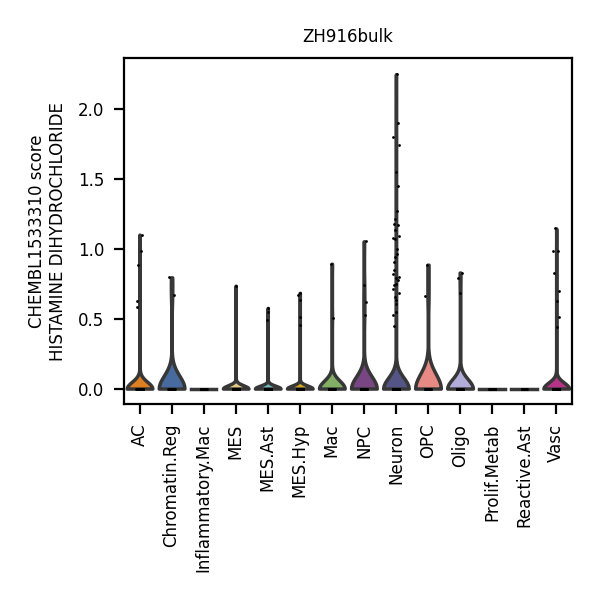 ZH916bulk
CHEMBL1533310 score
HISTAMINE DIHYDROCHLORIDE
2.0
1.5
1.0
0.5
0.0
AC
Chromatin.Reg
Inflammatory.Mac
MES
MES.Ast
MES.Hyp
Mac
NPC
Neuron
OPC
Oligo
Prolif.Metab
Reactive.Ast
Vasc